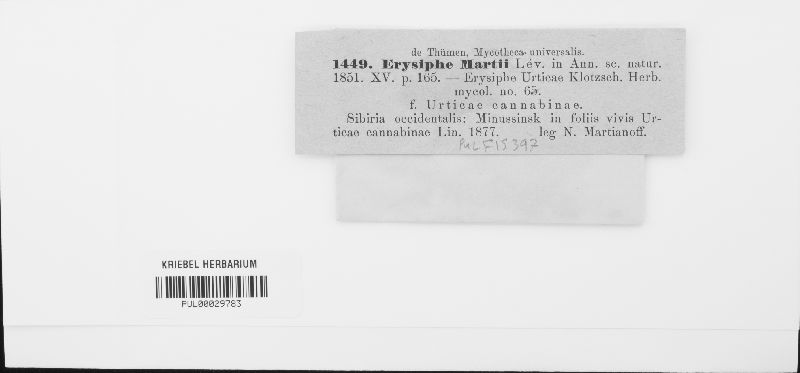 de Thümen, Mycotheca universalis.
1449. Erysiphe Martii Lév. in Ann. sc. natur.
1851. XV. p. 165. — Erysiphe Urticae Klotzsch. Herb.
mycol. no. 65.
f. Urticae cannabinae.
Sibiria occidentalis: Minussinsk in foliis vivis Ur-
ticae cannabinae Lin. 1877. leg N. Martianoff.
PUL F15397
KRIEBEL HERBARIUM
PUL00029783